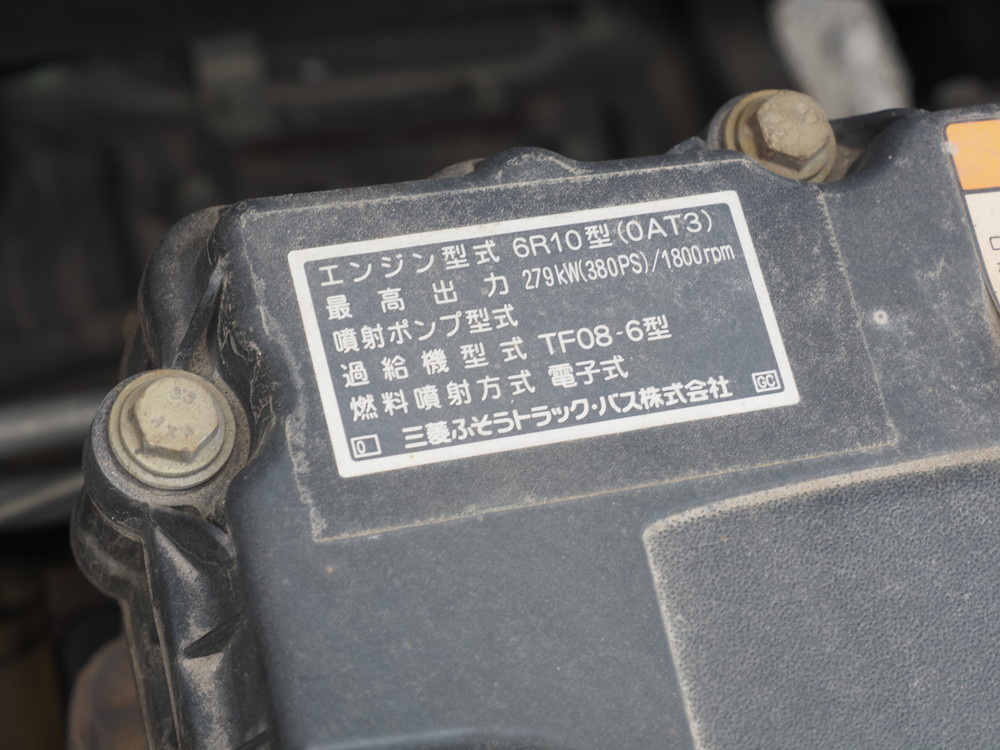 エンジン型式 6R10型(0AT3)
最高出力 279kW(380PS)/1800rpm
噴射ポンプ型式
過給機型式 TF08-6型
燃料噴射方式 電子式
0 三菱ふそうトラック・バス株式会社 GC